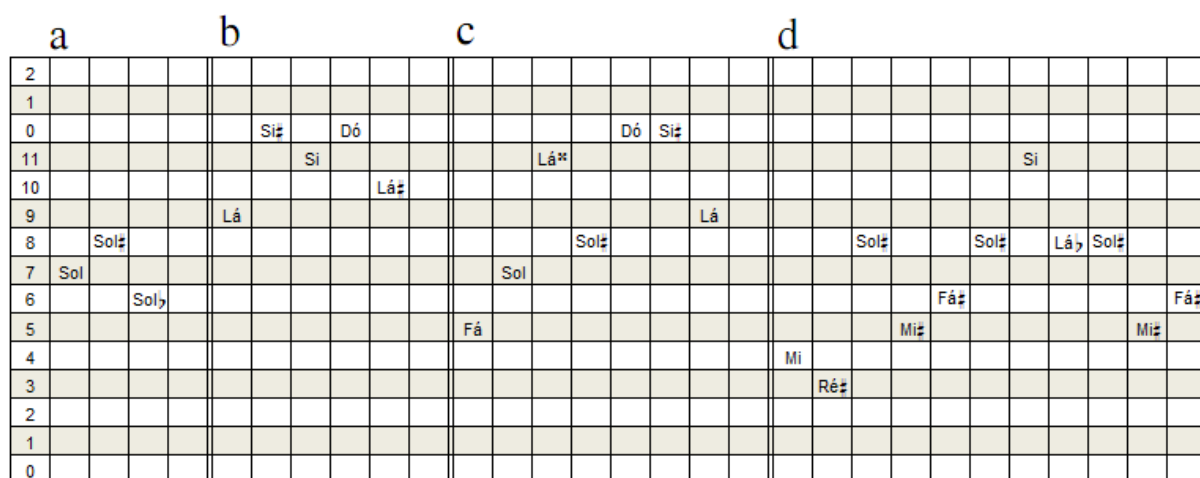 a b c d
2
1
0 Si♯ Dó Dó Si♯
11 Si Lá𝄪 Si
10 Lá♯
9 Lá Lá
8 Sol♯ Sol♯ Sol♯ Sol♯ Lá♭ Sol♯
7 Sol Sol
6 Sol♭ Fá♯ Fá♯
5 Fá Mi♯ Mi♯
4 Mi
3 Ré♯
2
1
0